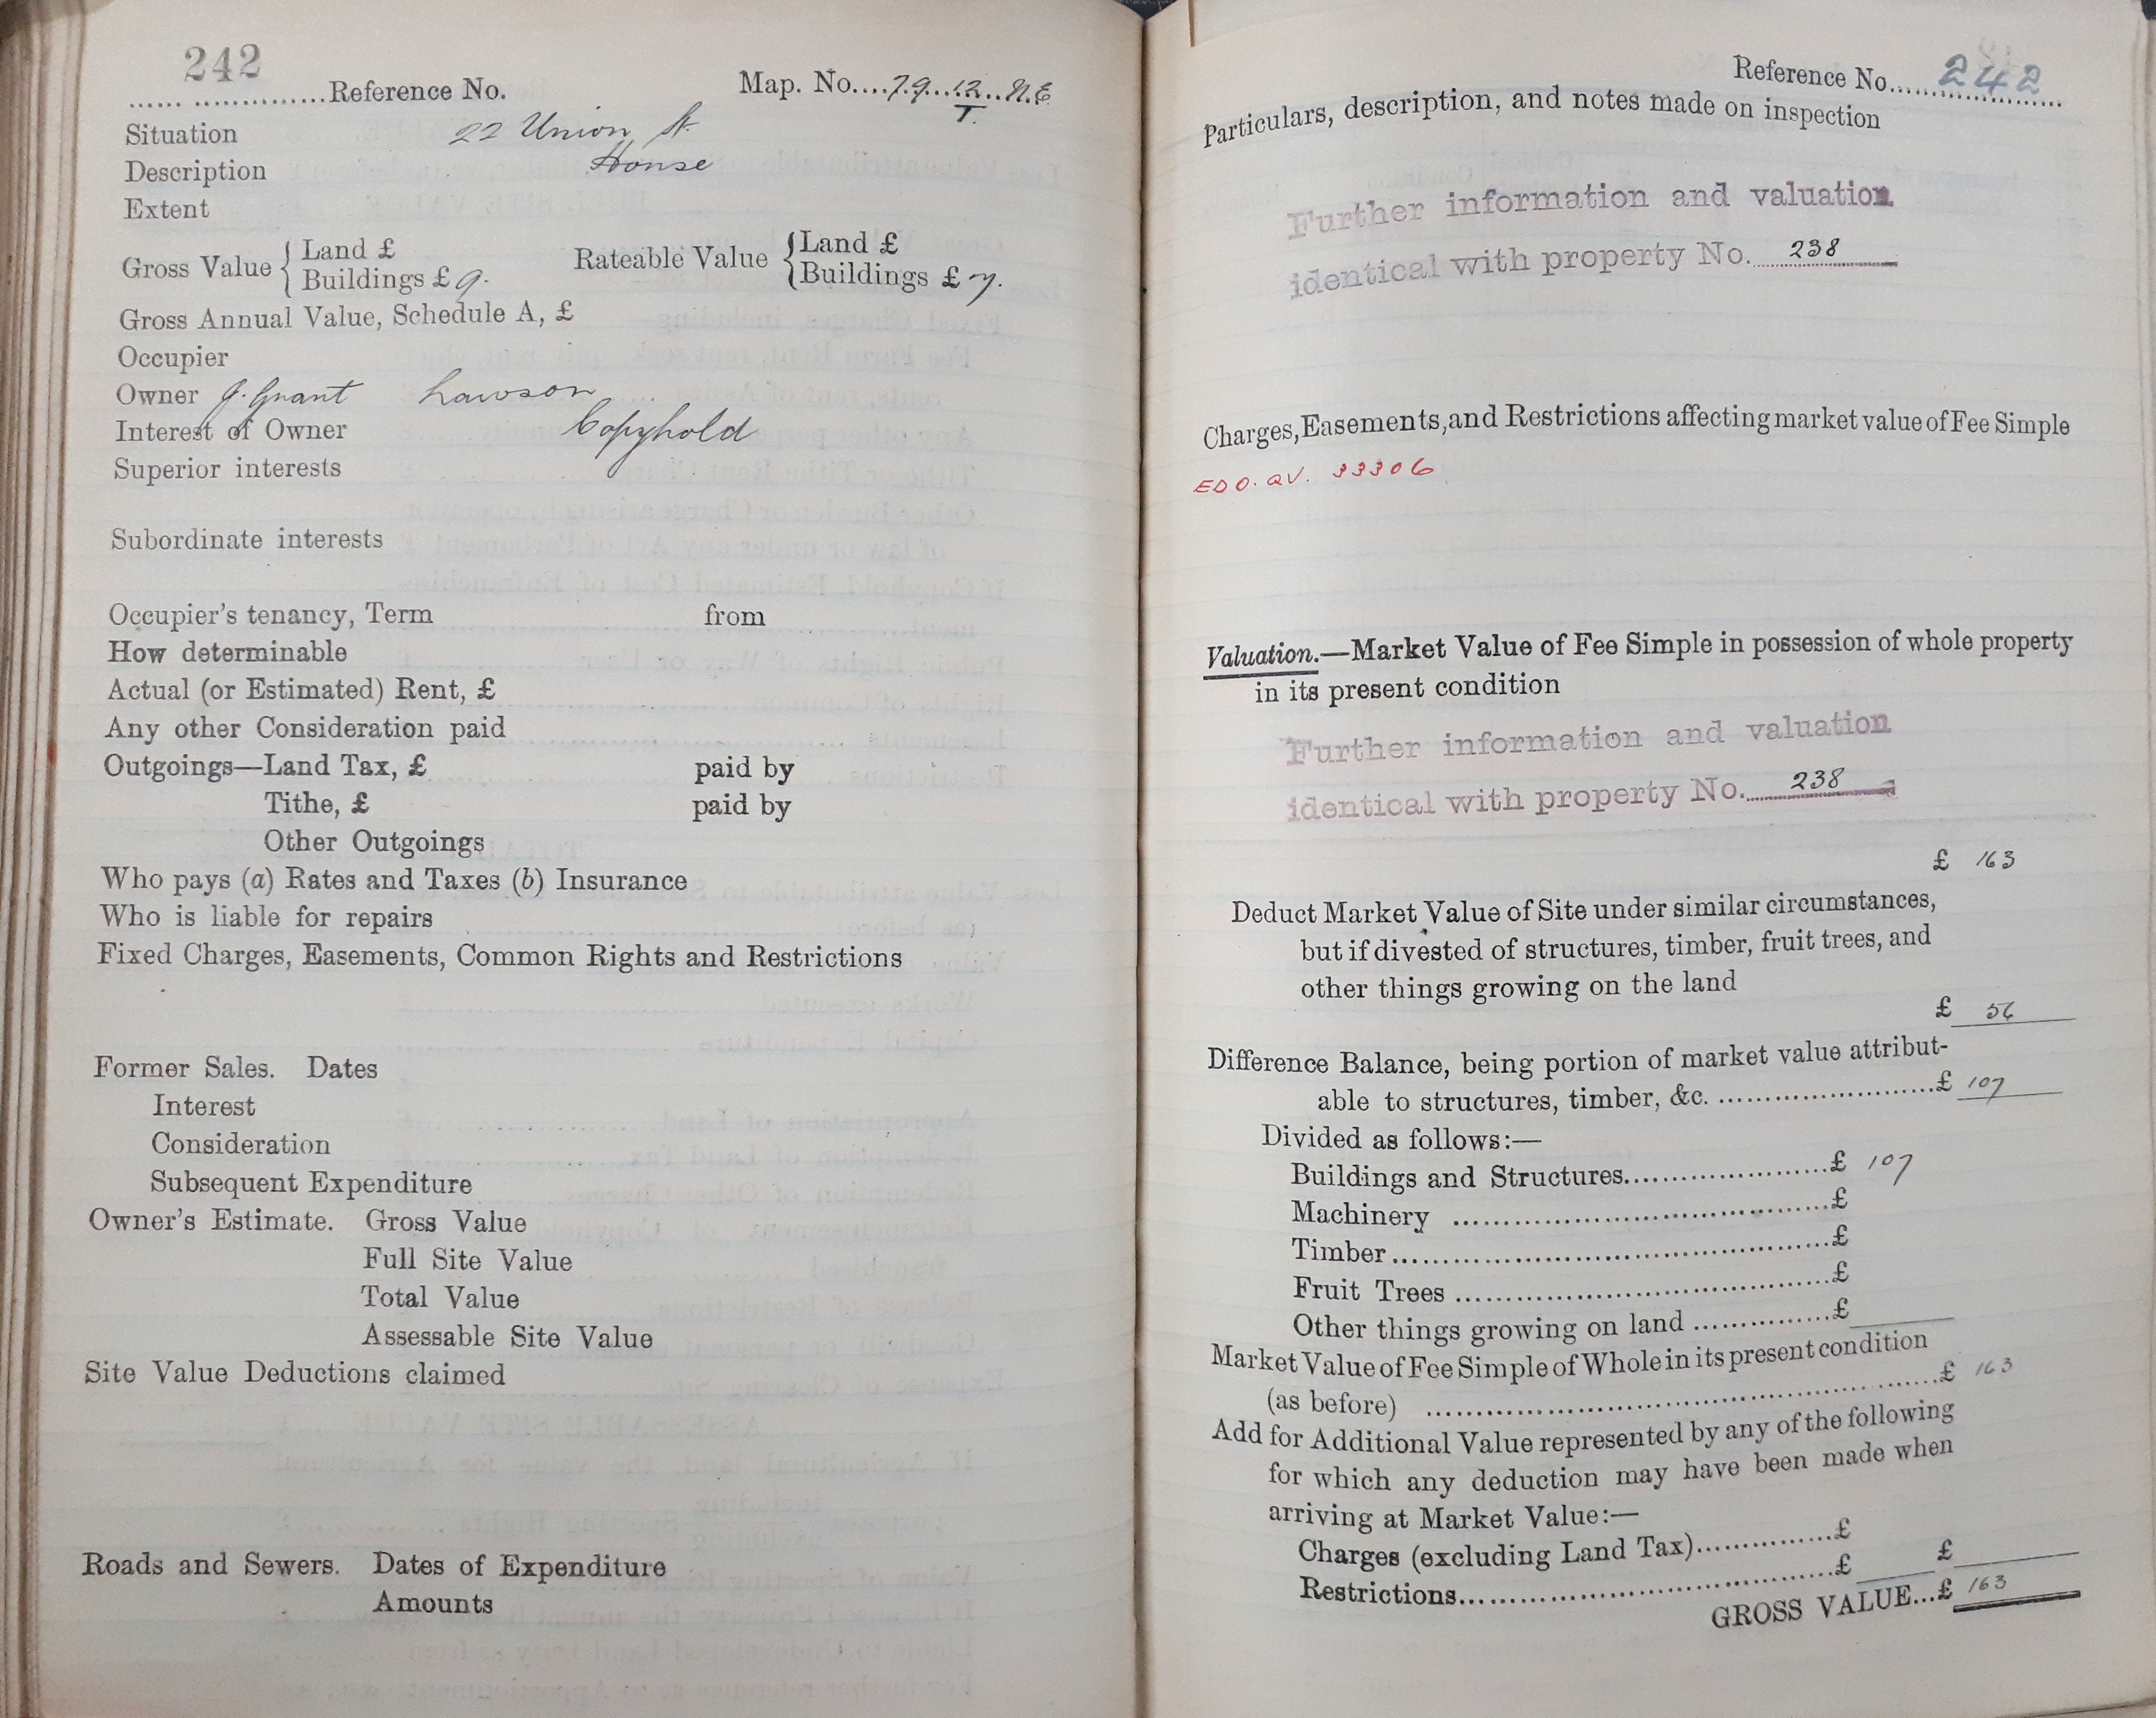 242
...... ..............Reference No. Map. No....79...12...N.E
T.
Situation 22 Union St.
Description House
Extent
Gross Value { Land £ Rateable Value { Land £
Buildings £ 9. Buildings £ 7.
Gross Annual Value, Schedule A, £
Occupier
Owner J. Grant Lawson
Interest of Owner Copyhold
Superior interests
Subordinate interests
Occupier's tenancy, Term from
How determinable
Actual (or Estimated) Rent, £
Any other Consideration paid
Outgoings—Land Tax, £ paid by
Tithe, £ paid by
Other Outgoings
Who pays (a) Rates and Taxes (b) Insurance
Who is liable for repairs
Fixed Charges, Easements, Common Rights and Restrictions
Former Sales. Dates
Interest
Consideration
Subsequent Expenditure
Owner's Estimate. Gross Value
Full Site Value
Total Value
Assessable Site Value
Site Value Deductions claimed
Roads and Sewers. Dates of Expenditure
Amounts
Reference No. 242
Particulars, description, and notes made on inspection
Further information and valuation
identical with property No. 238
Charges, Easements, and Restrictions affecting market value of Fee Simple
EDO. QV. 33306
Valuation.—Market Value of Fee Simple in possession of whole property
in its present condition
Further information and valuation
identical with property No. 238
£ 163
Deduct Market Value of Site under similar circumstances,
but if divested of structures, timber, fruit trees, and
other things growing on the land
£ 56
Difference Balance, being portion of market value attribut-
able to structures, timber, &c. ........................£ 107
Divided as follows:—
Buildings and Structures......................£ 107
Machinery ........................................£
Timber..............................................£
Fruit Trees ........................................£
Other things growing on land ...............£
Market Value of Fee Simple of Whole in its present condition
(as before) ......................................................£ 163
Add for Additional Value represented by any of the following
for which any deduction may have been made when
arriving at Market Value:—
Charges (excluding Land Tax)...............£
Restrictions.......................................£ £
GROSS VALUE...£ 163